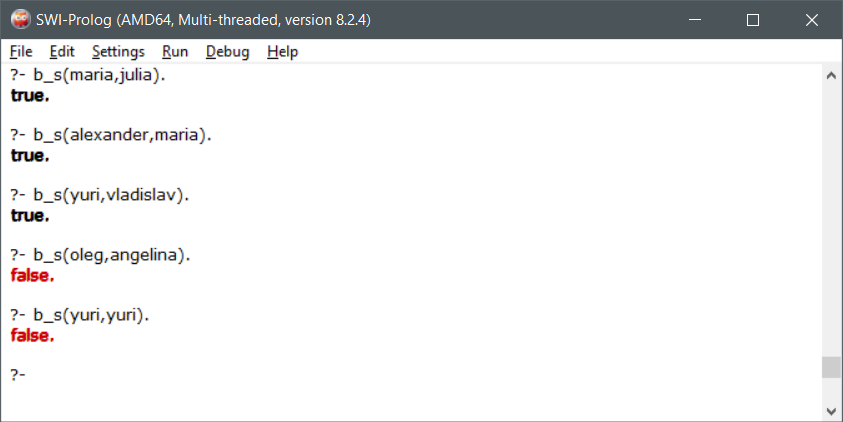 SWI-Prolog (AMD64, Multi-threaded, version 8.2.4)
File Edit Settings Run Debug Help
?- b_s(maria,julia).
true.
?- b_s(alexander,maria).
true.
?- b_s(yuri,vladislav).
true.
?- b_s(oleg,angelina).
false.
?- b_s(yuri,yuri).
false.
?-